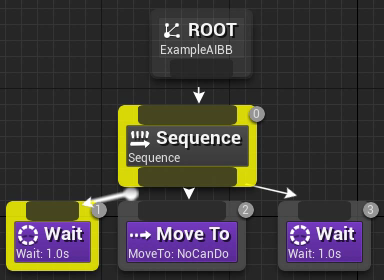 ROOT
ExampleAIBB
0
Sequence
Sequence
1
Wait
Wait: 1.0s
2
Move To
MoveTo: NoCanDo
3
Wait
Wait: 1.0s